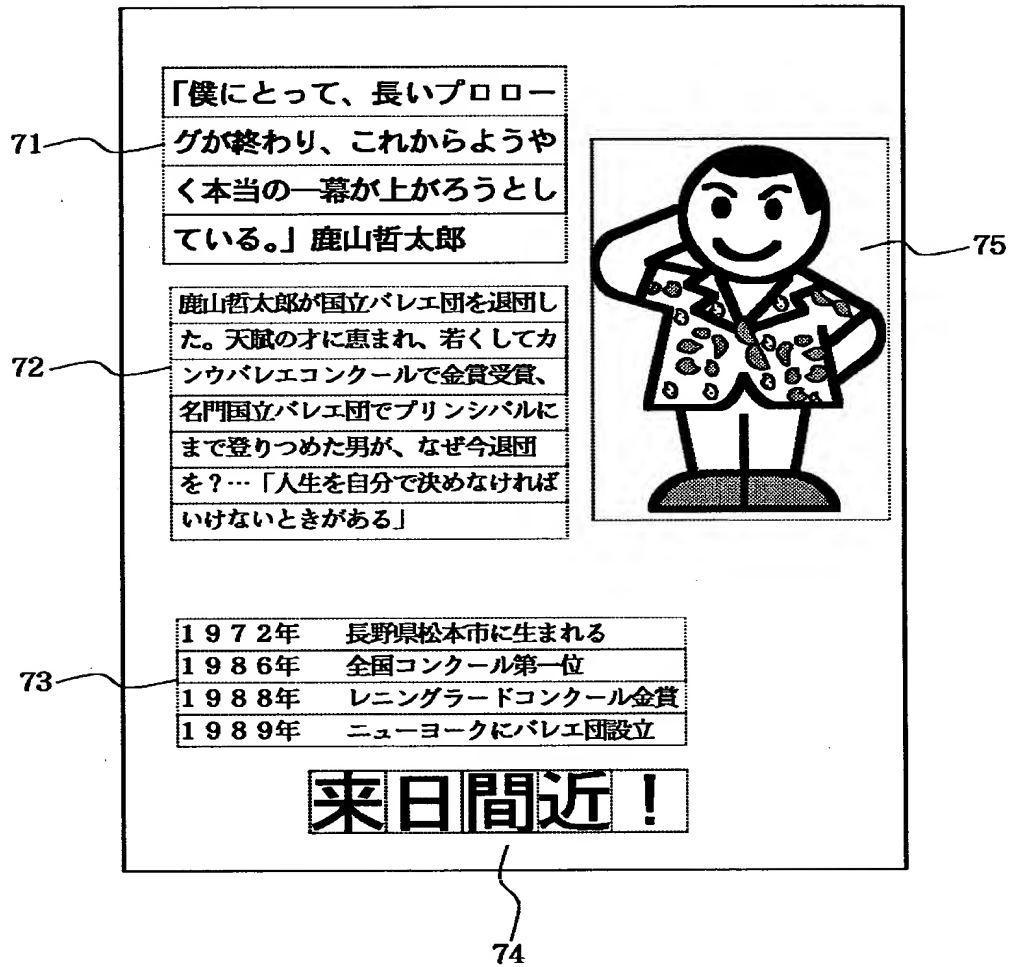 「僕にとって、長いプロロー
グが終わり、これからようや
く本当の一幕が上がろうとし
ている。」鹿山哲太郎
71
75
鹿山哲太郎が国立バレエ団を退団し
た。天賦の才に恵まれ、若くしてカ
ンウバレエコンクールで金賞受賞、
名門国立バレエ団でプリンシパルに
まで登りつめた男が、なぜ今退団
を？…「人生を自分で決めなければ
いけないときがある」
72
1972年 長野県松本市に生まれる
1986年 全国コンクール第一位
1988年 レニングラードコンクール金賞
1989年 ニューヨークにバレエ団設立
73
来日間近！
74